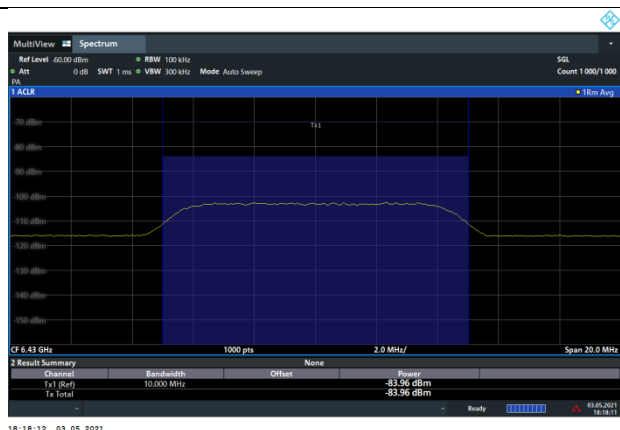 MultiView Spectrum
Ref Level -60.00 dBm RBW 100 kHz SGL
Att 0 dB SWT 1 ms VBW 300 kHz Mode Auto Sweep Count 1 000/1 000
PA
1 ACLR 1Rm Avg
-70 dBm
Tx1
-80 dBm
-90 dBm
-100 dBm
-110 dBm
-120 dBm
-130 dBm
-140 dBm
-150 dBm
CF 6.43 GHz 1000 pts 2.0 MHz/ Span 20.0 MHz
2 Result Summary None
Channel Bandwidth Offset Power
Tx1 (Ref) 10.000 MHz -83.96 dBm
Tx Total -83.96 dBm
Ready 03.05.2021
18:18:11
18:18:12 03.05.2021